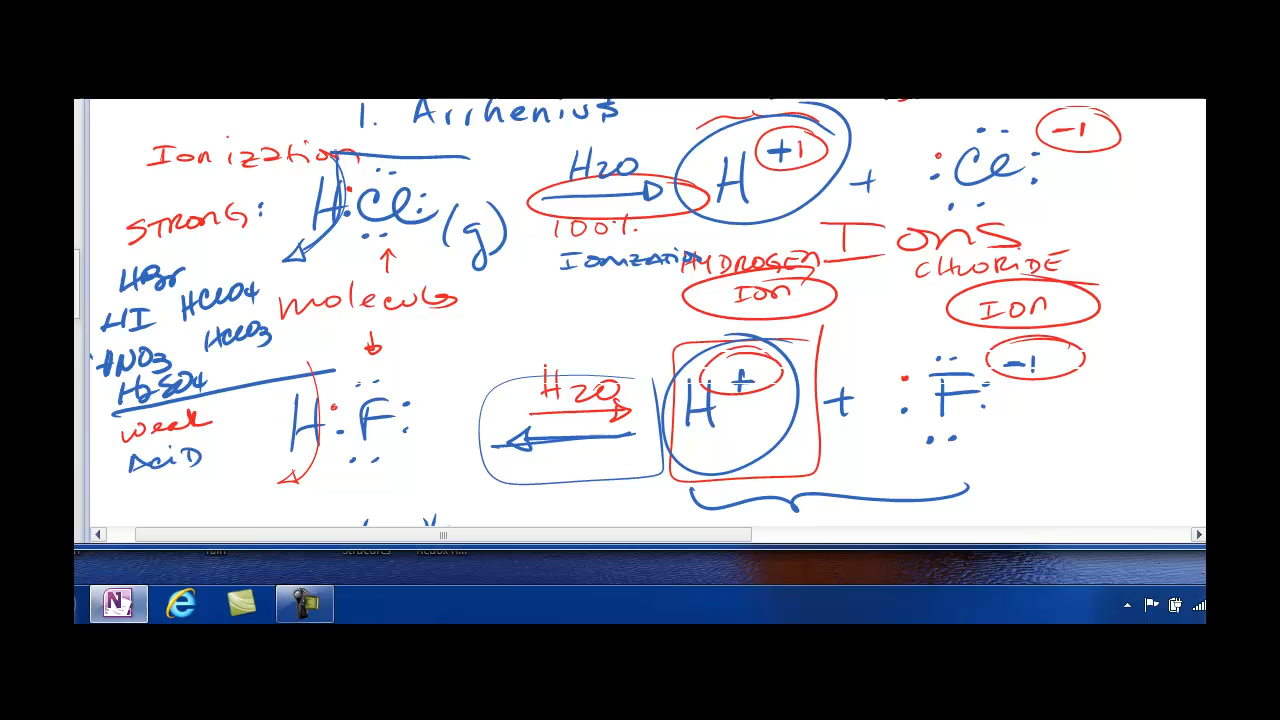 1. Arrhenius
Ionization
H Cl (g) H2O H +1 + Cl -1
STRONG: 100% Ions
Ionization HYDROGEN CHLORIDE
HBr Ion Ion
HI HClO4 molecule
HNO3 HClO3
H2SO4
H F H2O H + + F -1
weak
AciD